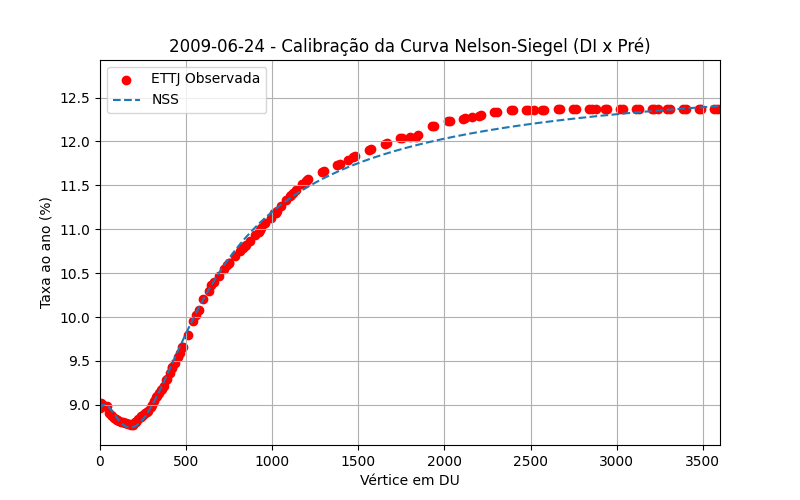 2009-06-24 - Calibração da Curva Nelson-Siegel (DI x Pré)
ETTJ Observada
NSS
Taxa ao ano (%)
12.5
12.0
11.5
11.0
10.5
10.0
9.5
9.0
0 500 1000 1500 2000 2500 3000 3500
Vértice em DU